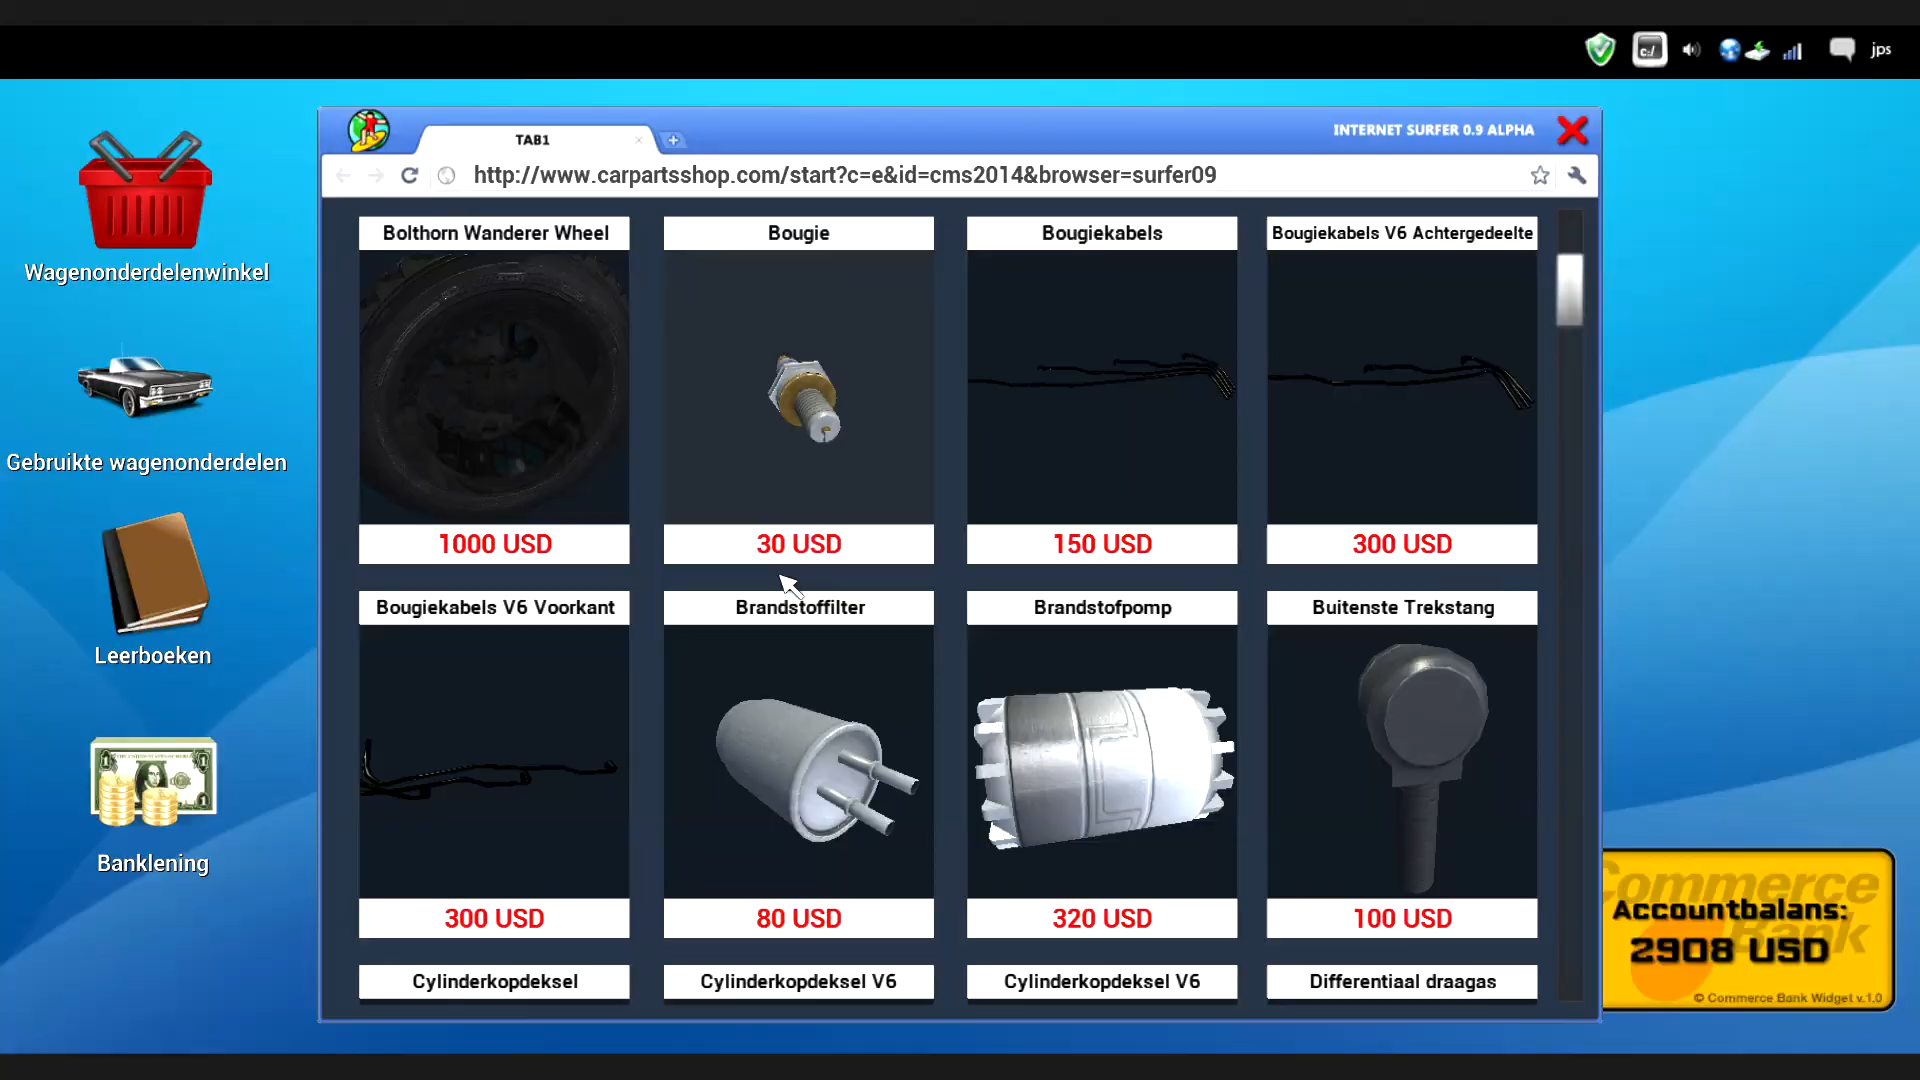 jps
TAB1
INTERNET SURFER 0.9 ALPHA
http://www.carpartsshop.com/start?c=e&id=cms2014&browser=surfer09
Wagenonderdelenwinkel
Gebruikte wagenonderdelen
Leerboeken
Banklening
Bolthorn Wanderer Wheel
Bougie
Bougiekabels
Bougiekabels V6 Achtergedeelte
1000 USD
30 USD
150 USD
300 USD
Bougiekabels V6 Voorkant
Brandstoffilter
Brandstofpomp
Buitenste Trekstang
300 USD
80 USD
320 USD
100 USD
Cylinderkopdeksel
Cylinderkopdeksel V6
Cylinderkopdeksel V6
Differentiaal draagas
Commerce Bank
Accountbalans:
2908 USD
© Commerce Bank Widget v.1.0